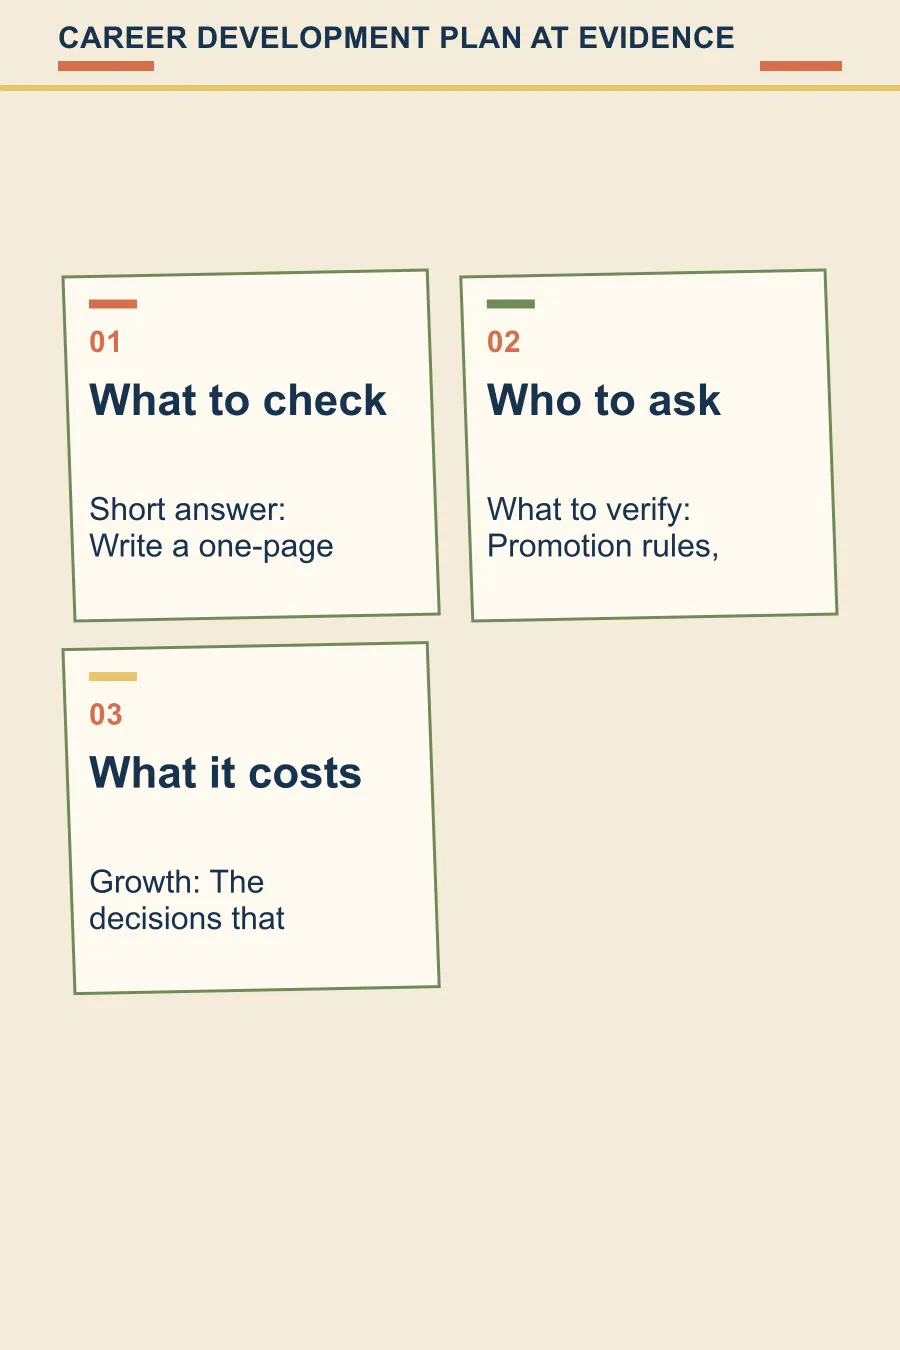 CAREER DEVELOPMENT PLAN AT EVIDENCE
01
What to check
Short answer:
Write a one-page
02
Who to ask
What to verify:
Promotion rules,
03
What it costs
Growth: The
decisions that